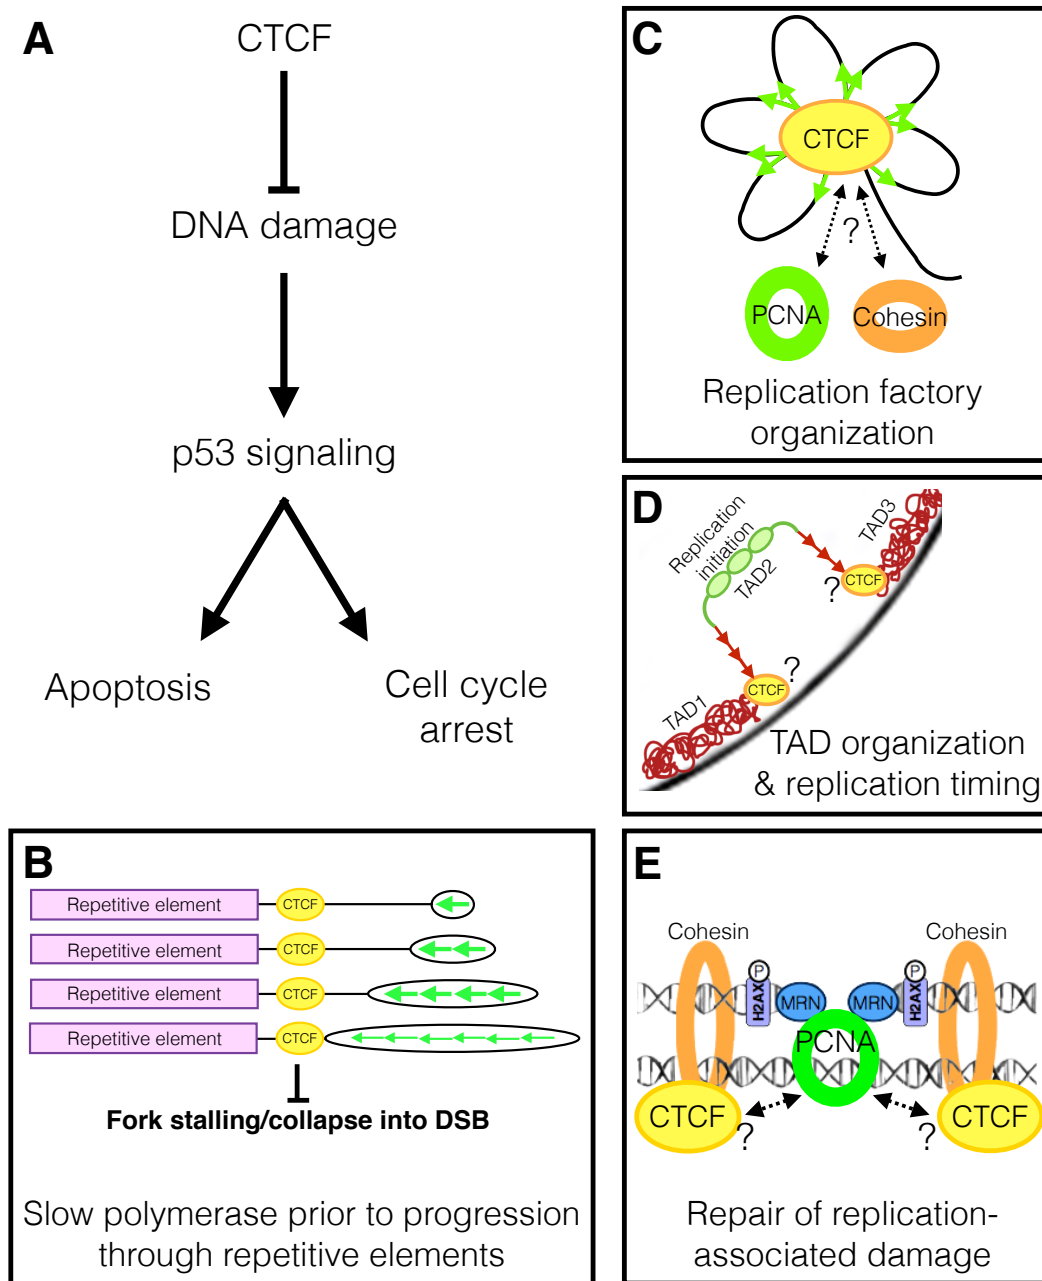 A
CTCF
DNA damage
p53 signaling
Apoptosis
Cell cycle
arrest
B
Repetitive element
CTCF
Repetitive element
CTCF
Repetitive element
CTCF
Repetitive element
CTCF
Fork stalling/collapse into DSB
Slow polymerase prior to progression
through repetitive elements
C
CTCF
?
PCNA
Cohesin
Replication factory
organization
D
Replication
initiation
TAD2
TAD3
CTCF
?
?
CTCF
TAD1
TAD organization
& replication timing
E
Cohesin
Cohesin
P
P
H2AX
MRN
MRN
H2AX
PCNA
CTCF
?
?
CTCF
Repair of replication-
associated damage